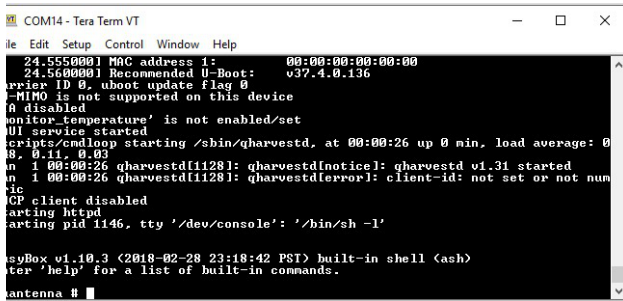 COM14 - Tera Term VT
ile Edit Setup Control Window Help
24.555000] MAC address 1: 00:00:00:00:00:00
24.560000] Recommended U-Boot: v37.4.0.136
arrier ID 0, uboot update flag 0
-MIMO is not supported on this device
A disabled
onitor_temperature' is not enabled/set
UI service started
cripts/cmdloop starting /sbin/qharvestd, at 00:00:26 up 0 min, load average: 0
48, 0.11, 0.03
n 1 00:00:26 qharvestd[1128]: qharvestd[notice]: qharvestd v1.31 started
n 1 00:00:26 qharvestd[1128]: qharvestd[error]: client-id: not set or not num
ric
CP client disabled
arting httpd
arting pid 1146, tty '/dev/console': '/bin/sh -l'
syBox v1.10.3 (2018-02-28 23:18:42 PST) built-in shell (ash)
ter 'help' for a list of built-in commands.
antenna #